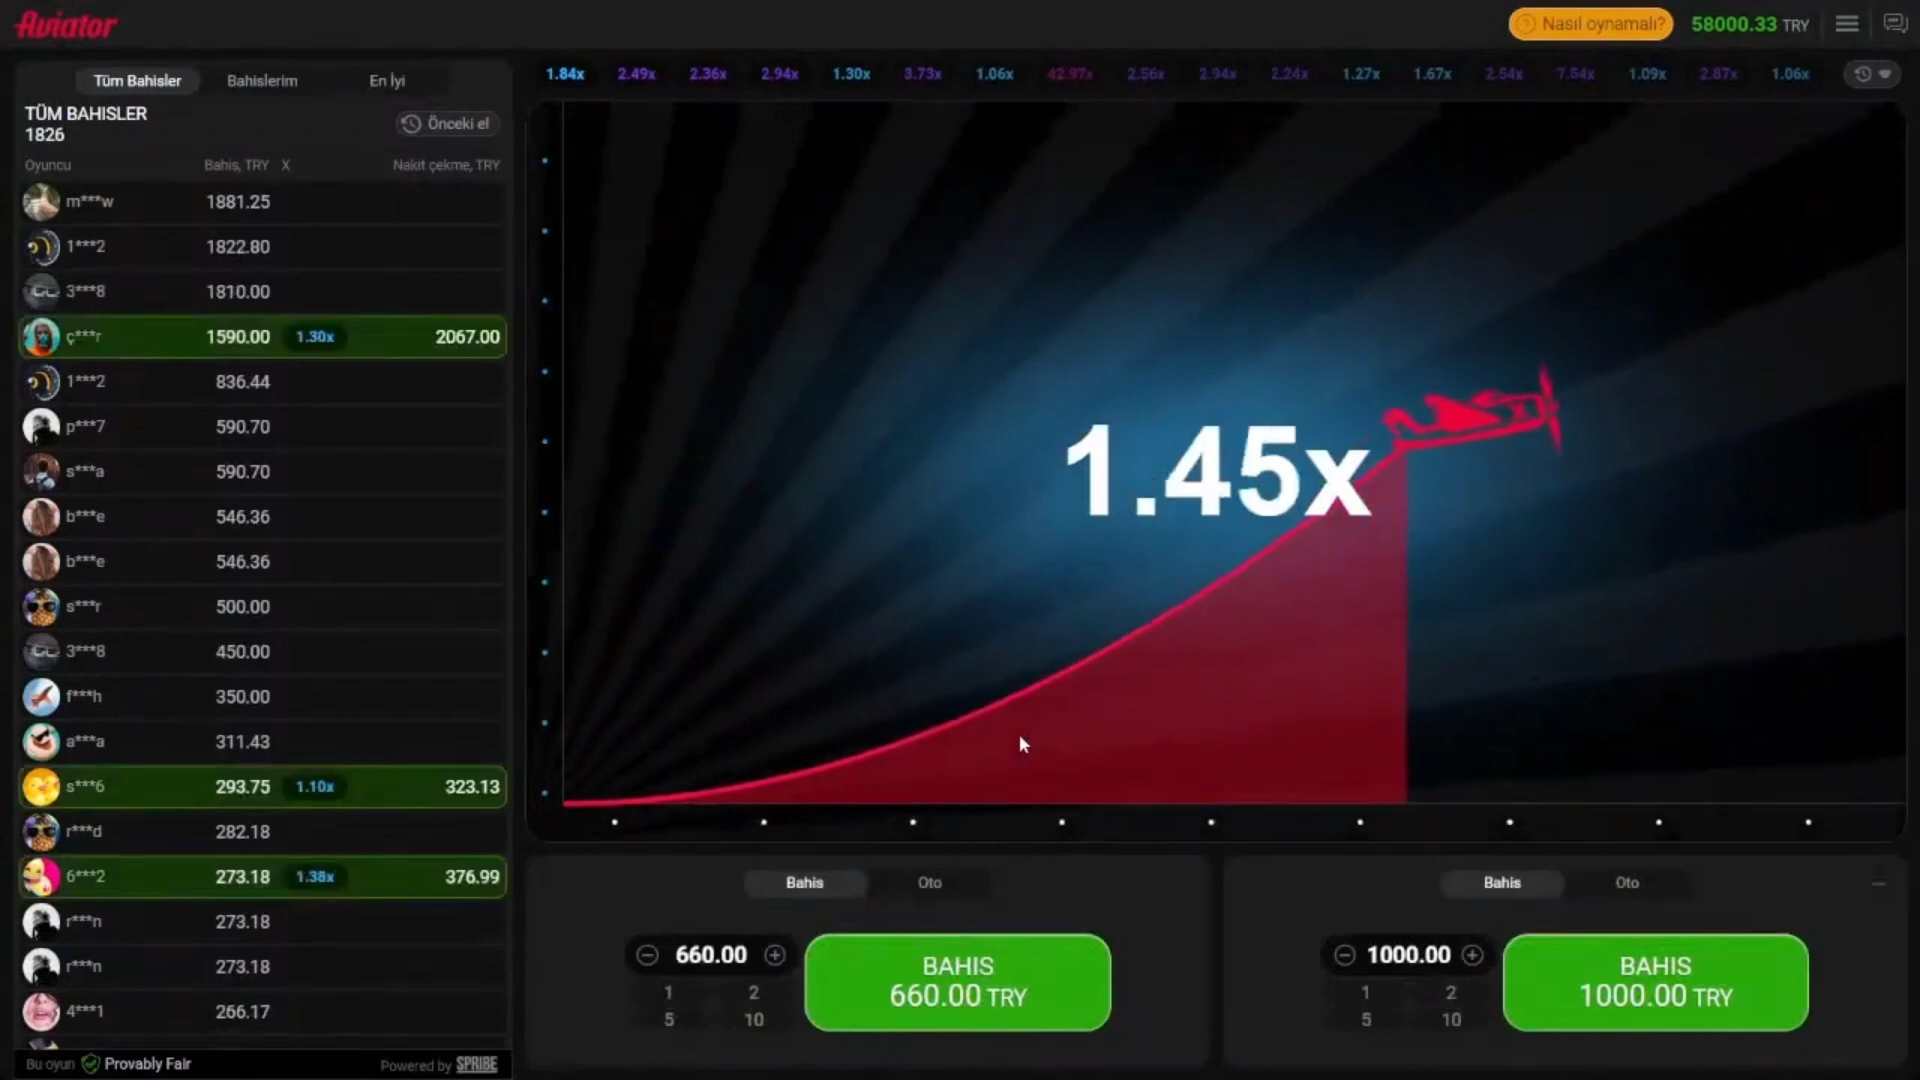 Aviator
Nasıl oynamalı?
58000.33 TRY
Tüm Bahisler
Bahislerim
En İyi
1.84x 2.49x 2.36x 2.94x 1.30x 3.73x 1.06x 42.97x 2.56x 2.94x 2.24x 1.27x 1.67x 2.54x 7.54x 1.09x 2.87x 1.06x
TÜM BAHISLER
1826
Önceki el
Oyuncu Bahis, TRY X Nakit çekme, TRY
m***w 1881.25
1***2 1822.80
3***8 1810.00
ç***r 1590.00 1.30x 2067.00
1***2 836.44
p***7 590.70
s***a 590.70
b***e 546.36
b***e 546.36
s***r 500.00
3***8 450.00
f***h 350.00
a***a 311.43
s***6 293.75 1.10x 323.13
r***d 282.18
6***2 273.18 1.38x 376.99
r***n 273.18
r***n 273.18
4***1 266.17
Bu oyun Provably Fair
Powered by SPRIBE
1.45x
Bahis Oto
660.00
1 2
5 10
BAHIS
660.00 TRY
Bahis Oto
1000.00
1 2
5 10
BAHIS
1000.00 TRY